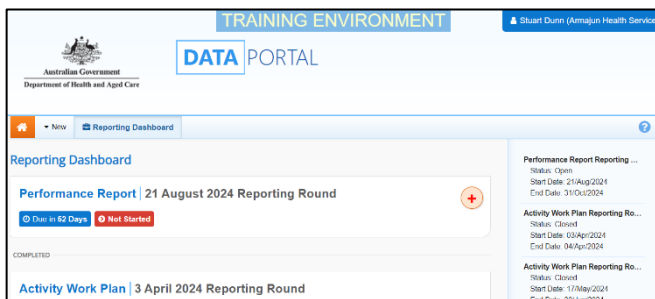 TRAINING ENVIRONMENT
Stuart Dunn (Armajun Health Service
Australian Government
Department of Health and Aged Care
DATA PORTAL
New
Reporting Dashboard
?
Reporting Dashboard
Performance Report | 21 August 2024 Reporting Round
Due in 52 Days
Not Started
COMPLETED
Activity Work Plan | 3 April 2024 Reporting Round
Performance Report Reporting ...
Status: Open
Start Date: 21/Aug/2024
End Date: 31/Oct/2024
Activity Work Plan Reporting Ro...
Status: Closed
Start Date: 03/Apr/2024
End Date: 04/Apr/2024
Activity Work Plan Reporting Ro...
Status: Closed
Start Date: 17/May/2024